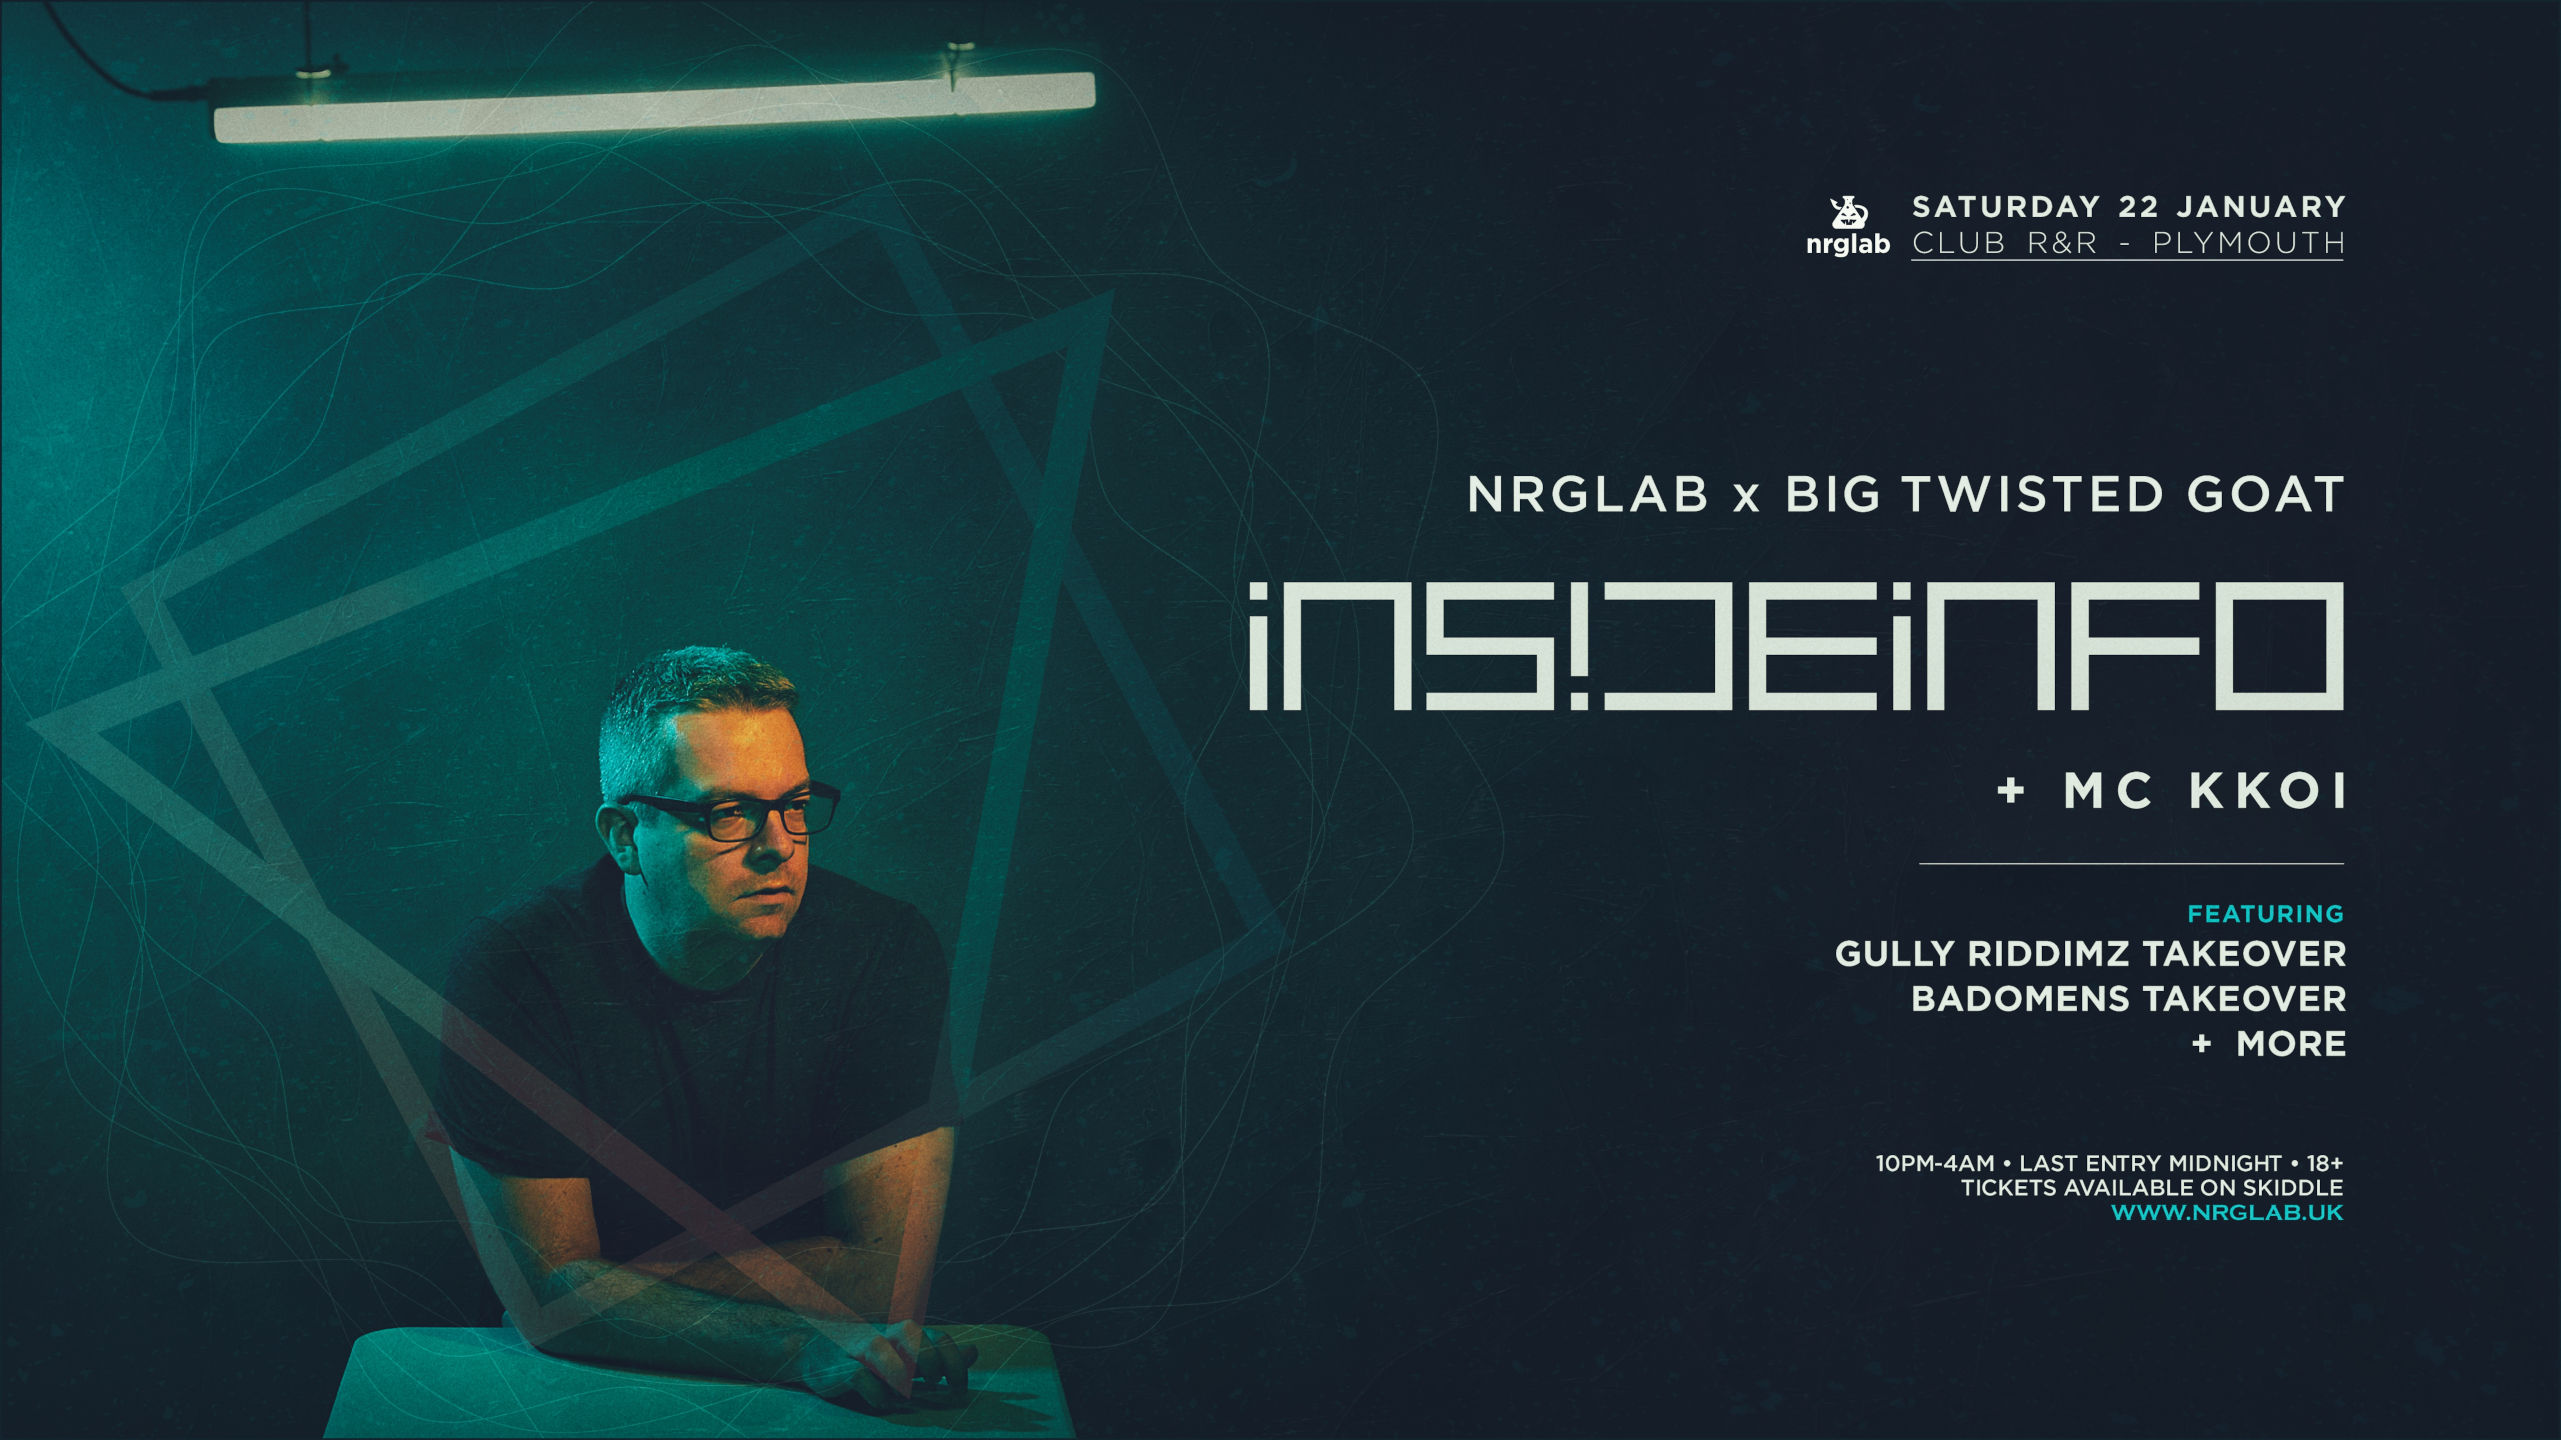 nrglab
SATURDAY 22 JANUARY
CLUB R&R - PLYMOUTH
NRGLAB x BIG TWISTED GOAT
iNS!DEiNFO
+ MC KKOI
FEATURING
GULLY RIDDIMZ TAKEOVER
BADOMENS TAKEOVER
+ MORE
10PM-4AM • LAST ENTRY MIDNIGHT • 18+
TICKETS AVAILABLE ON SKIDDLE
WWW.NRGLAB.UK